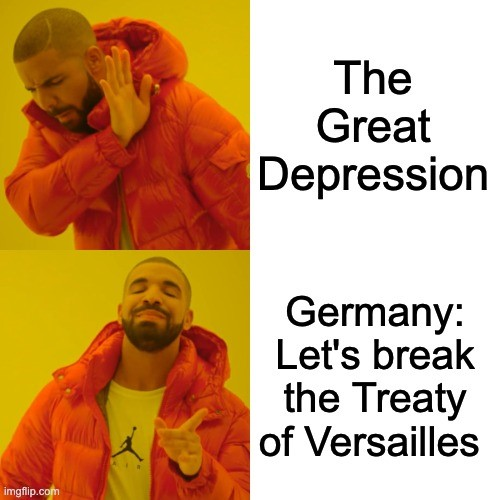 The
Great
Depression
Germany:
Let's break
the Treaty
of Versailles
imgflip.com